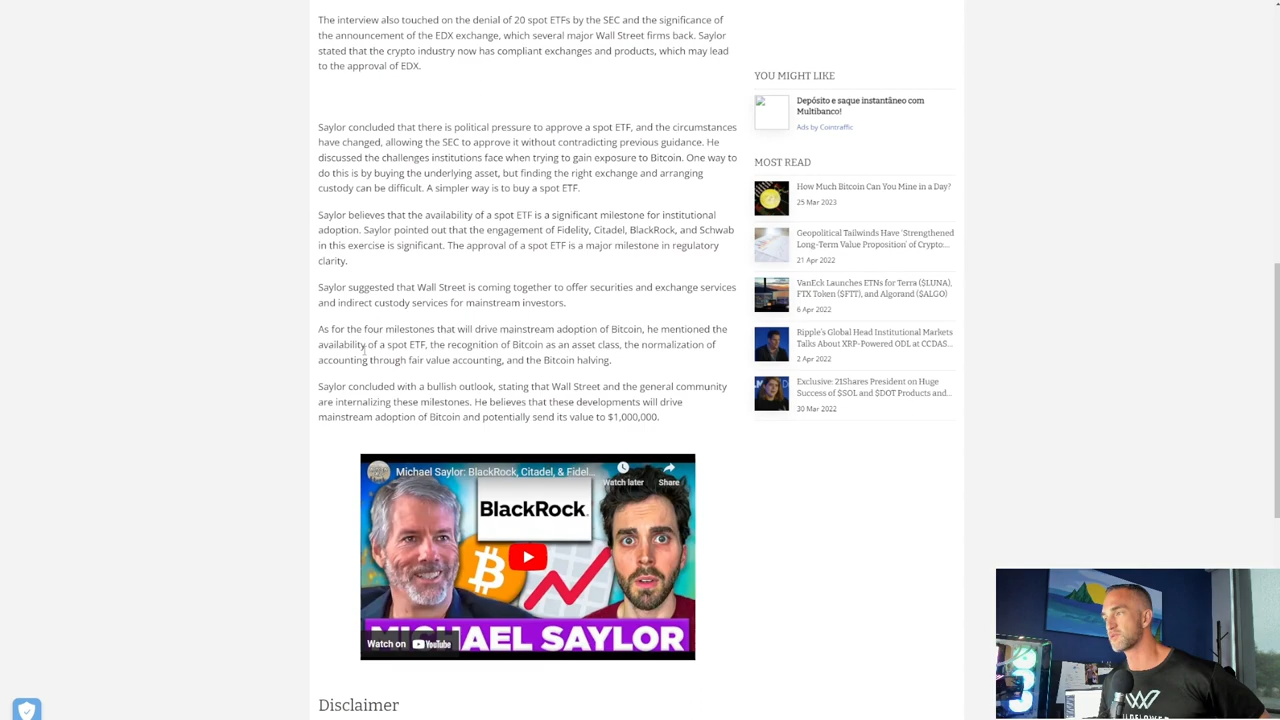 The interview also touched on the denial of 20 spot ETFs by the SEC and the significance of
the announcement of the EDX exchange, which several major Wall Street firms back. Saylor
stated that the crypto industry now has compliant exchanges and products, which may lead
to the approval of EDX.
Saylor concluded that there is political pressure to approve a spot ETF, and the circumstances
have changed, allowing the SEC to approve it without contradicting previous guidance. He
discussed the challenges institutions face when trying to gain exposure to Bitcoin. One way to
do this is by buying the underlying asset, but finding the right exchange and arranging
custody can be difficult. A simpler way is to buy a spot ETF.
Saylor believes that the availability of a spot ETF is a significant milestone for institutional
adoption. Saylor pointed out that the engagement of Fidelity, Citadel, BlackRock, and Schwab
in this exercise is significant. The approval of a spot ETF is a major milestone in regulatory
clarity.
Saylor suggested that Wall Street is coming together to offer securities and exchange services
and indirect custody services for mainstream investors.
As for the four milestones that will drive mainstream adoption of Bitcoin, he mentioned the
availability of a spot ETF, the recognition of Bitcoin as an asset class, the normalization of
accounting through fair value accounting, and the Bitcoin halving.
Saylor concluded with a bullish outlook, stating that Wall Street and the general community
are internalizing these milestones. He believes that these developments will drive
mainstream adoption of Bitcoin and potentially send its value to $1,000,000.
Michael Saylor: BlackRock, Citadel, & Fidel...
Watch later
Share
BlackRock.
MICHAEL SAYLOR
Watch on YouTube
Disclaimer
YOU MIGHT LIKE
Depósito e saque instantâneo com
Multibanco!
Ads by Cointraffic
MOST READ
How Much Bitcoin Can You Mine in a Day?
25 Mar 2023
Geopolitical Tailwinds Have 'Strengthened
Long-Term Value Proposition' of Crypto:...
21 Apr 2022
VanEck Launches ETNs for Terra ($LUNA),
FTX Token ($FTT), and Algorand ($ALGO)
6 Apr 2022
Ripple's Global Head Institutional Markets
Talks About XRP-Powered ODL at CCDAS...
2 Apr 2022
Exclusive: 21Shares President on Huge
Success of $SOL and $DOT Products and...
30 Mar 2022